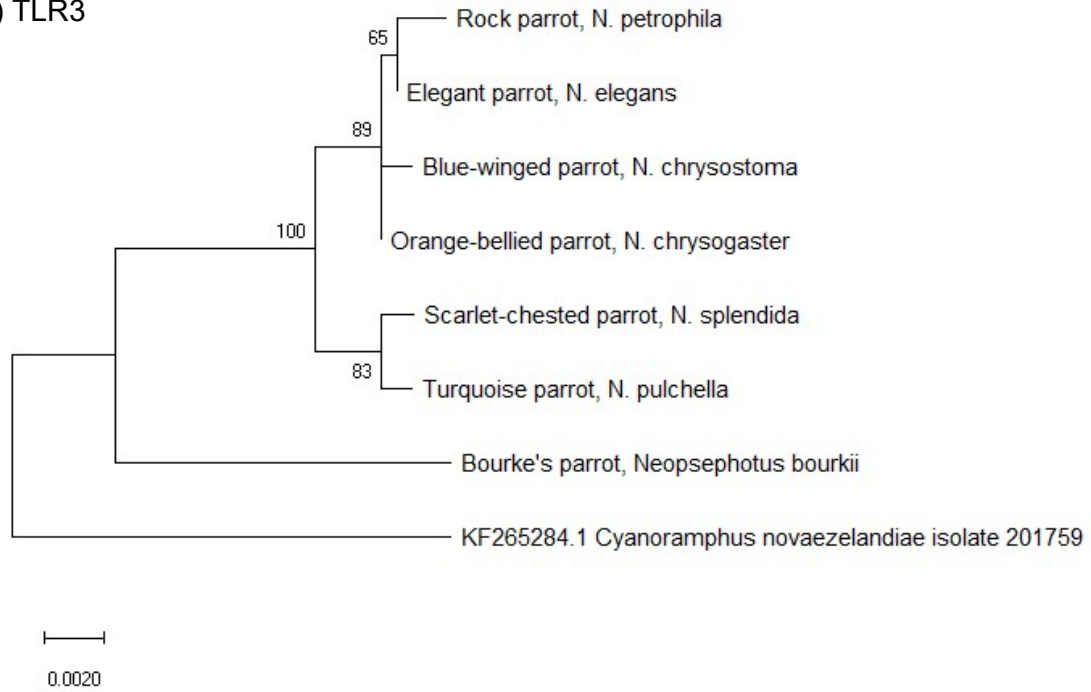 ) TLR3
Rock parrot, N. petrophila
65
Elegant parrot, N. elegans
89
Blue-winged parrot, N. chrysostoma
100
Orange-bellied parrot, N. chrysogaster
Scarlet-chested parrot, N. splendida
83
Turquoise parrot, N. pulchella
Bourke's parrot, Neopsephotus bourkii
KF265284.1 Cyanoramphus novaezelandiae isolate 201759
0.0020